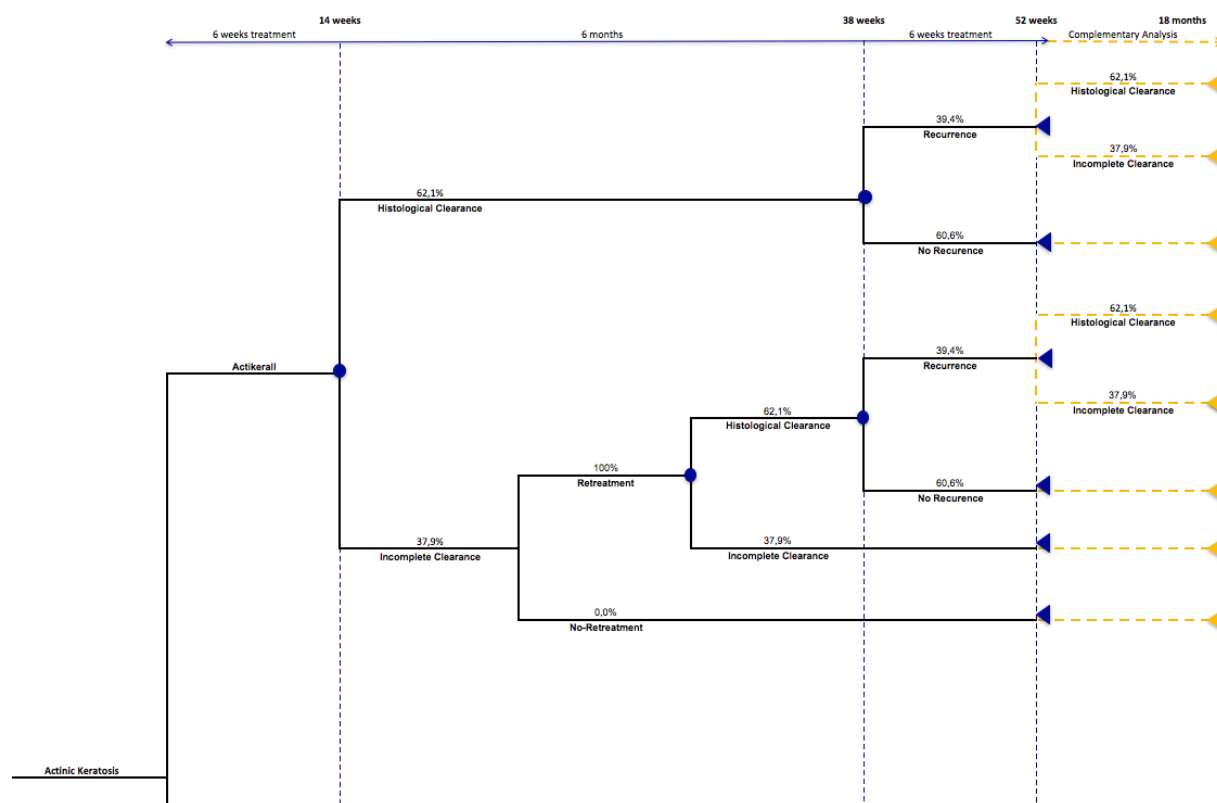 14 weeks
38 weeks
52 weeks
18 months
6 weeks treatment
6 months
6 weeks treatment
Complementary Analysis
62,1%
Histological Clearance
39,4%
Recurrence
37,9%
Incomplete Clearance
62,1%
Histological Clearance
60,6%
No Recurence
62,1%
Histological Clearance
39,4%
Recurrence
Actikerall
37,9%
Incomplete Clearance
62,1%
Histological Clearance
100%
Retreatment
60,6%
No Recurence
37,9%
Incomplete Clearance
37,9%
Incomplete Clearance
0,0%
No-Retreatment
Actinic Keratosis